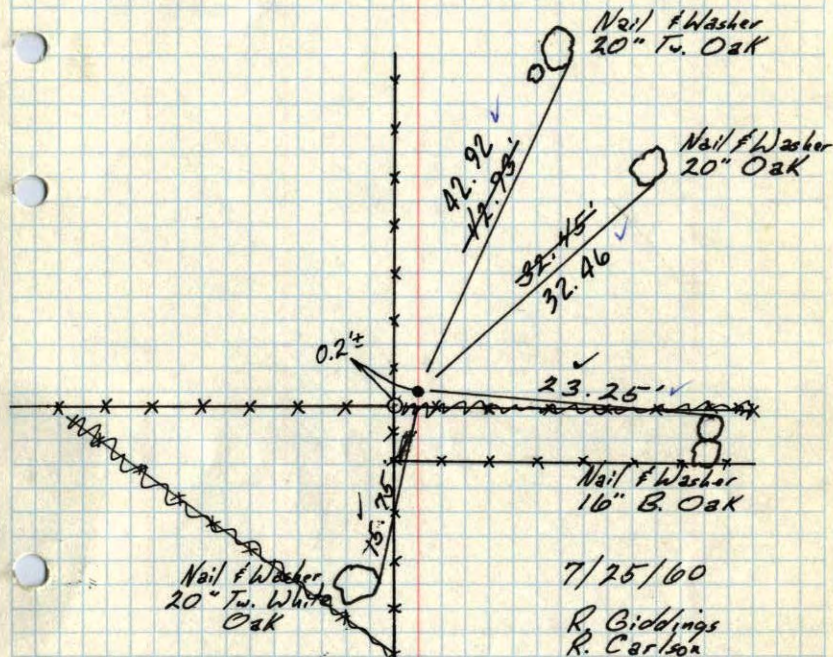 Nail & Washer
20" Tw. Oak
Nail & Washer
20" Oak
42.92
42.93'
32.45'
32.46
0.2'±
23.25'
Nail & Washer
16" B. Oak
Nail & Washer
20" Tw. White
Oak
7/25/60
R. Giddings
R. Carlson